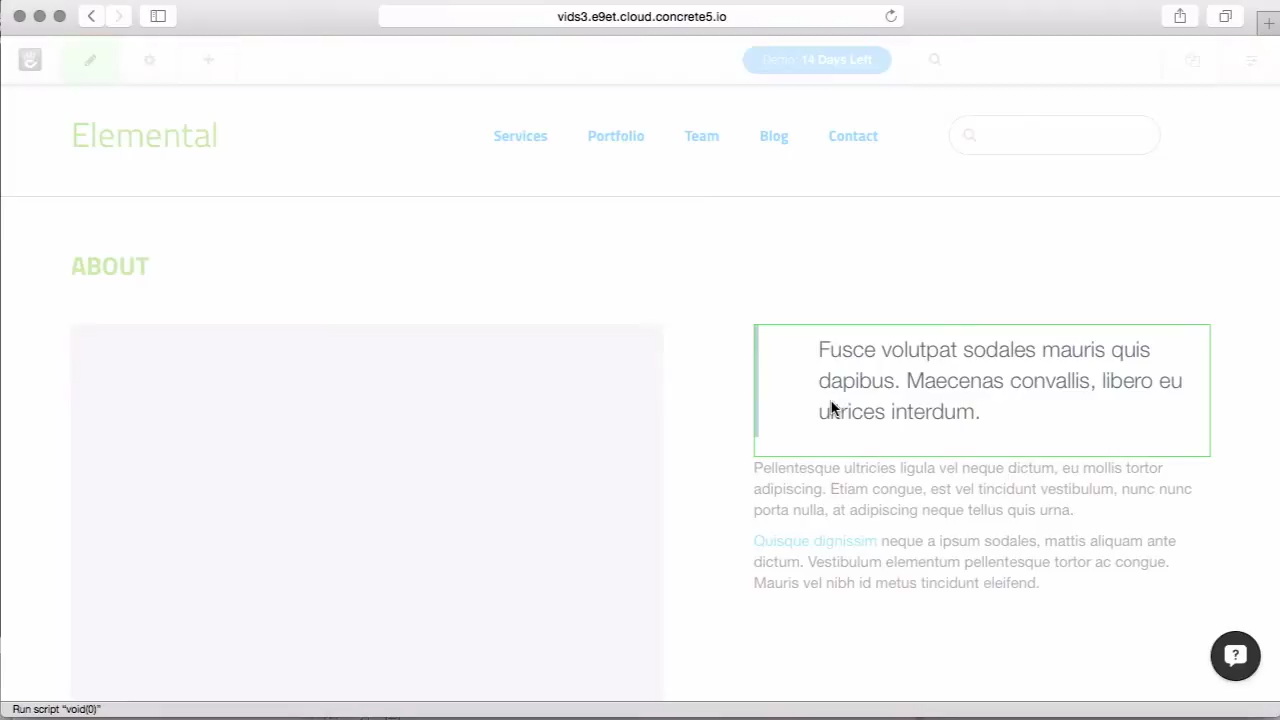 vids3.e9et.cloud.concrete5.io
Demo: 14 Days Left
Elemental
Services Portfolio Team Blog Contact
ABOUT
Fusce volutpat sodales mauris quis
dapibus. Maecenas convallis, libero eu
ultrices interdum.
Pellentesque ultricies ligula vel neque dictum, eu mollis tortor
adipiscing. Etiam congue, est vel tincidunt vestibulum, nunc nunc
porta nulla, at adipiscing neque tellus quis urna.
Quisque dignissim neque a ipsum sodales, mattis aliquam ante
dictum. Vestibulum elementum pellentesque tortor ac congue.
Mauris vel nibh id metus tincidunt eleifend.
Run script "void(0)"